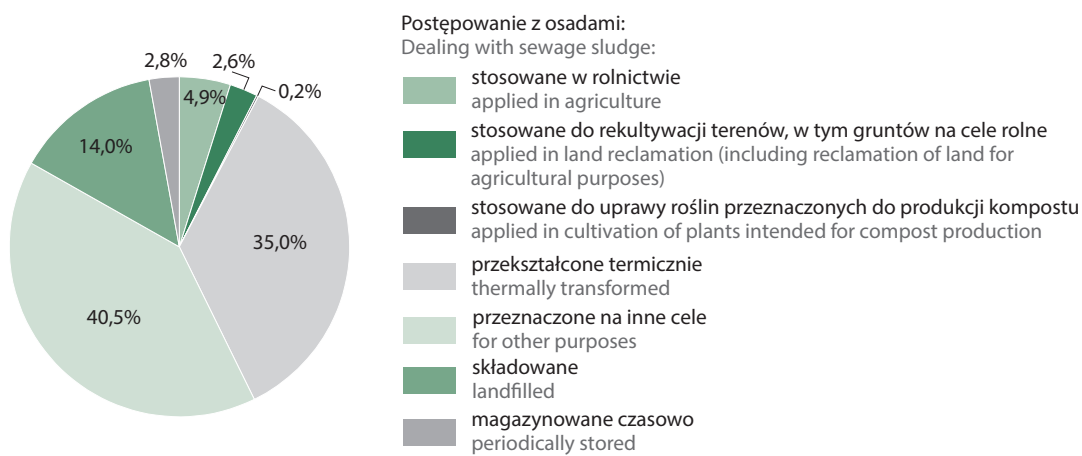 Postępowanie z osadami:
Dealing with sewage sludge:
2,8%
2,6%
4,9%
0,2%
14,0%
35,0%
40,5%
stosowane w rolnictwie
applied in agriculture
stosowane do rekultywacji terenów, w tym gruntów na cele rolne
applied in land reclamation (including reclamation of land for
agricultural purposes)
stosowane do uprawy roślin przeznaczonych do produkcji kompostu
applied in cultivation of plants intended for compost production
przekształcone termicznie
thermally transformed
przeznaczone na inne cele
for other purposes
składowane
landfilled
magazynowane czasowo
periodically stored